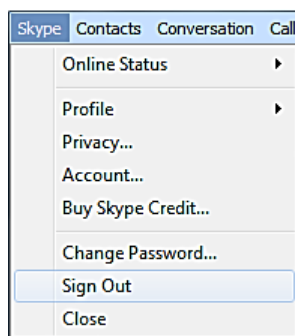 Skype Contacts Conversation Call
Online Status
Profile
Privacy...
Account...
Buy Skype Credit...
Change Password...
Sign Out
Close